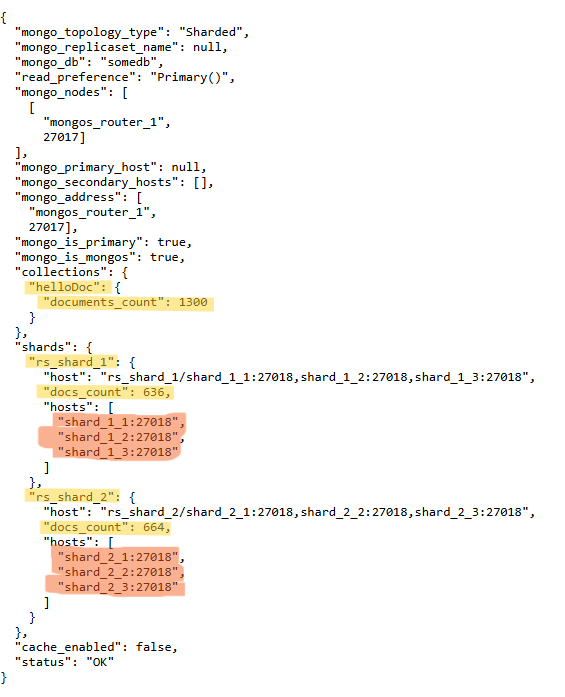 {
  "mongo_topology_type": "Sharded",
  "mongo_replicaset_name": null,
  "mongo_db": "somedb",
  "read_preference": "Primary()",
  "mongo_nodes": [
    [
      "mongos_router_1",
      27017]
  ],
  "mongo_primary_host": null,
  "mongo_secondary_hosts": [],
  "mongo_address": [
    "mongos_router_1",
    27017],
  "mongo_is_primary": true,
  "mongo_is_mongos": true,
  "collections": {
    "helloDoc": {
      "documents_count": 1300
    }
  },
  "shards": {
    "rs_shard_1": {
      "host": "rs_shard_1/shard_1_1:27018,shard_1_2:27018,shard_1_3:27018",
      "docs_count": 636,
      "hosts": [
        "shard_1_1:27018",
        "shard_1_2:27018",
        "shard_1_3:27018"
      ]
    },
    "rs_shard_2": {
      "host": "rs_shard_2/shard_2_1:27018,shard_2_2:27018,shard_2_3:27018",
      "docs_count": 664,
      "hosts": [
        "shard_2_1:27018",
        "shard_2_2:27018",
        "shard_2_3:27018"
      ]
    }
  },
  "cache_enabled": false,
  "status": "OK"
}